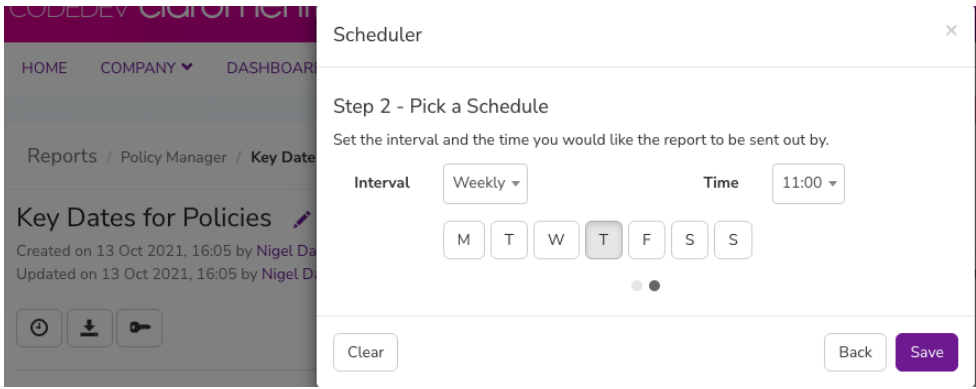 CODEDEV
HOME COMPANY
Reports / Policy Manager / Key Date
Key Dates for Policies
Created on 13 Oct 2021, 16:05 by Nigel
Updated on 13 Oct 2021, 16:05 by Nigel
Scheduler ×
Step 2 - Pick a Schedule
Set the interval and the time you would like the report to be sent out by.
Interval Weekly Time 11:00
M T W T F S S
Clear Back Save